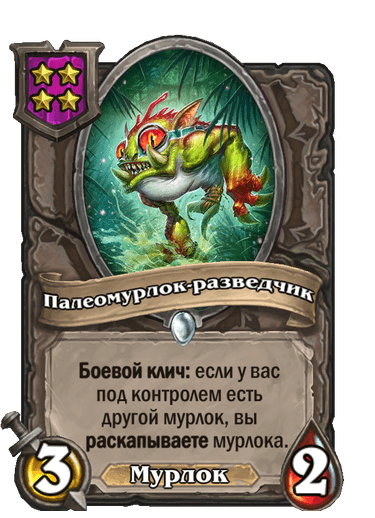 Палеомурлок-разведчик
Боевой клич: если у вас
под контролем есть
другой мурлок, вы
раскапываете мурлока.
3
Мурлок
2